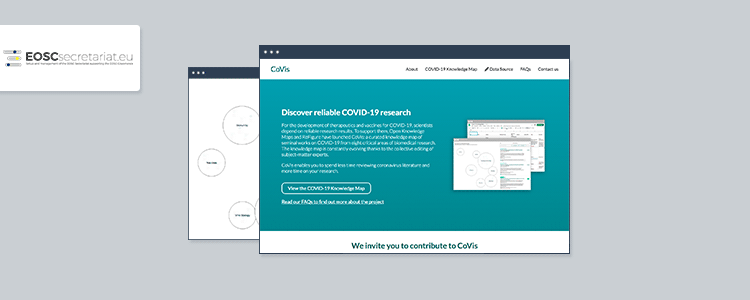 EOSCsecretariat.eu
CoVis
About
COVID-19 Knowledge Map
Data Source
FAQs
Contact us
Discover reliable COVID-19 research
For the development of therapeutics and vaccines for COVID-19, scientists
depend on reliable research results. To support them, Open Knowledge
Maps and ReFigure have launched CoVis: a curated knowledge map of
seminal works on COVID-19 from eight critical areas of biomedical research.
The knowledge map is constantly evolving thanks to the collective editing of
subject-matter experts.
CoVis enables you to spend less time reviewing coronavirus literature and
more time on your research.
View the COVID-19 Knowledge Map
Read our FAQs to find out more about the project
We invite you to contribute to CoVis